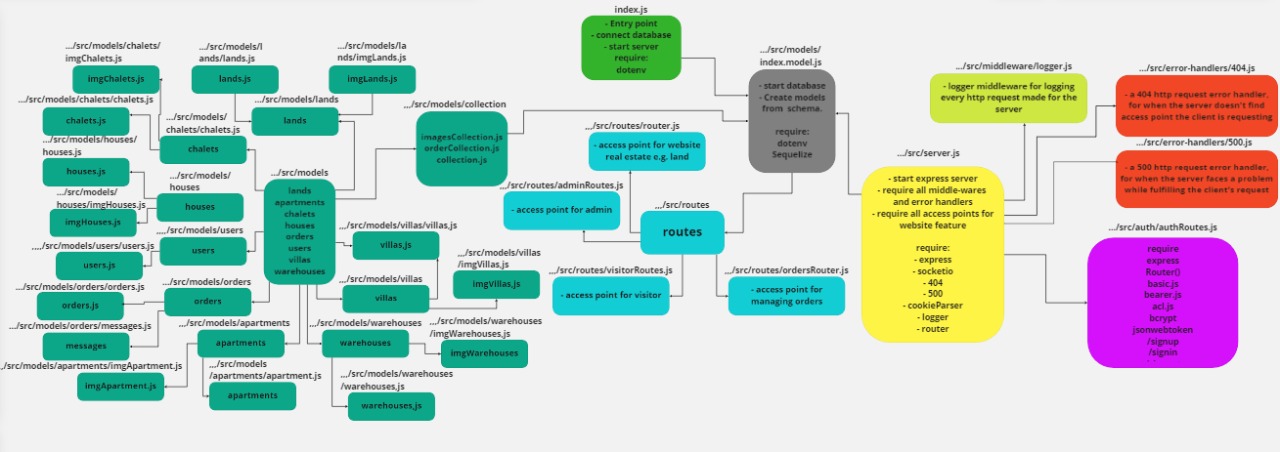 index.js
- Entry point
- connect database
- start server
require:
dotenv
.../src/models/
index.model.js
- start database
- Create models
from schema.
require:
dotenv
Sequelize
.../src/models/chalets/
imgChalets.js
imgChalets.js
.../src/models/l
ands/lands.js
lands.js
.../src/models/la
nds/imgLands.js
imgLands.js
.../src/models/chalets/chalets.js
chalets.js
.../src/models/
chalets/chalets.js
chalets
.../src/models/lands
lands
.../src/models/collection
imagesCollection.js
orderCollection.js
collection.js
.../src/models/houses/
houses.js
houses.js
.../src/models/
houses
houses
.../src/models/
houses/imgHouses.js
imgHouses.js
.../src/models
lands
apartments
chalets
houses
orders
users
villas
warehouses
..../src/models/users/users.js
users.js
.../src/models/users
users
.../src/models/villas/villas.js
villas.js
.../src/models/villas
villas
.../src/models/villas
/imgVillas.js
imgVillas.js
.../src/models/orders/orders.js
orders.js
.../src/models/orders
orders
.../src/models/orders/messages.js
messages
.../src/models/apartments
apartments
.../src/models/apartments/imgApartment.js
imgApartment.js
.../src/models
/apartments/apartment.js
apartments
.../src/models/warehouses
warehouses
.../src/models/warehouses
/imgWarehouses.js
imgWarehouses
.../src/models/warehouses
/warehouses.js
warehouses.js
.../src/routes/router.js
- access point for website
real estate e.g. land
.../src/routes/adminRoutes.js
- access point for admin
.../src/routes
routes
.../src/routes/visitorRoutes.js
- access point for visitor
.../src/routes/ordersRouter.js
- access point for
managing orders
.../src/server.js
- start express server
- require all middle-wares
and error handlers
- require all access points for
website feature
require:
- express
- socketio
- 404
- 500
- cookieParser
- logger
- router
.../src/middleware/logger.js
- logger middleware for logging
every http request made for the
server
.../src/error-handlers/404.js
- a 404 http request error handler,
for when the server doesn't find
access point the client is requesting
.../src/error-handlers/500.js
- a 500 http request error handler,
for when the server faces a problem
while fulfilling the client's request
.../src/auth/authRoutes.js
require
express
Router()
basic.js
bearer.js
acl.js
bcrypt
jsonwebtoken
/signup
/signin